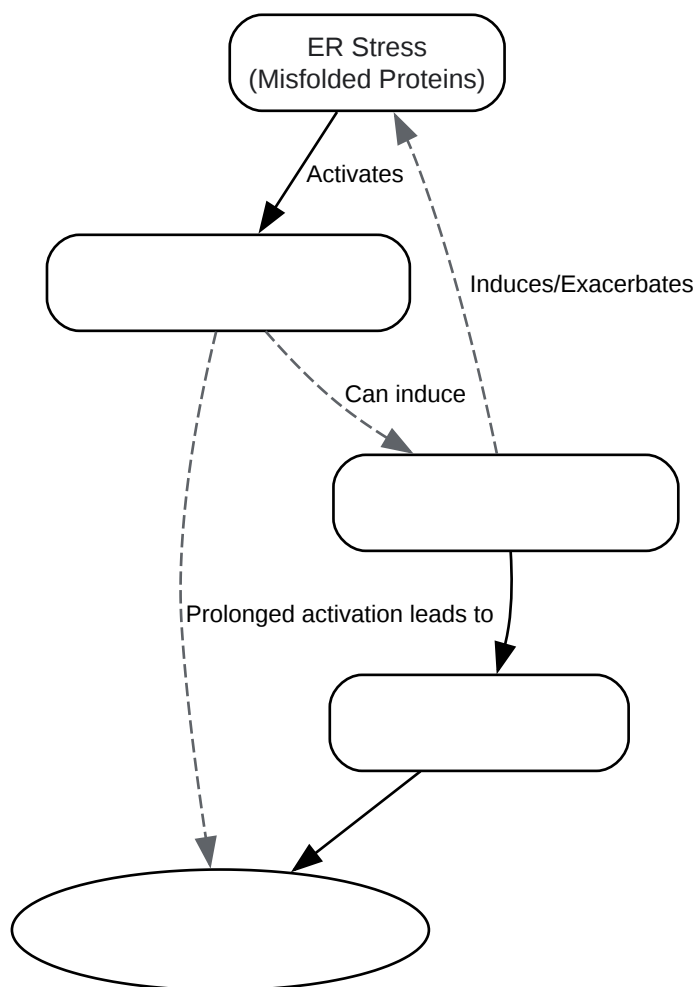 ER Stress
(Misfolded Proteins)
Activates
Induces/Exacerbates
Can induce
Prolonged activation leads to